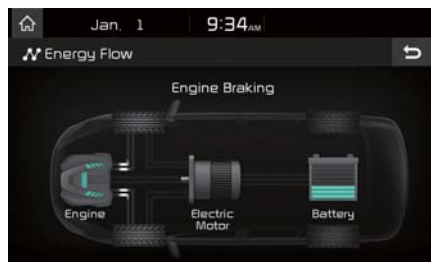 Jan. 1 9:34AM
Energy Flow
Engine Braking
Engine
Electric
Motor
Battery